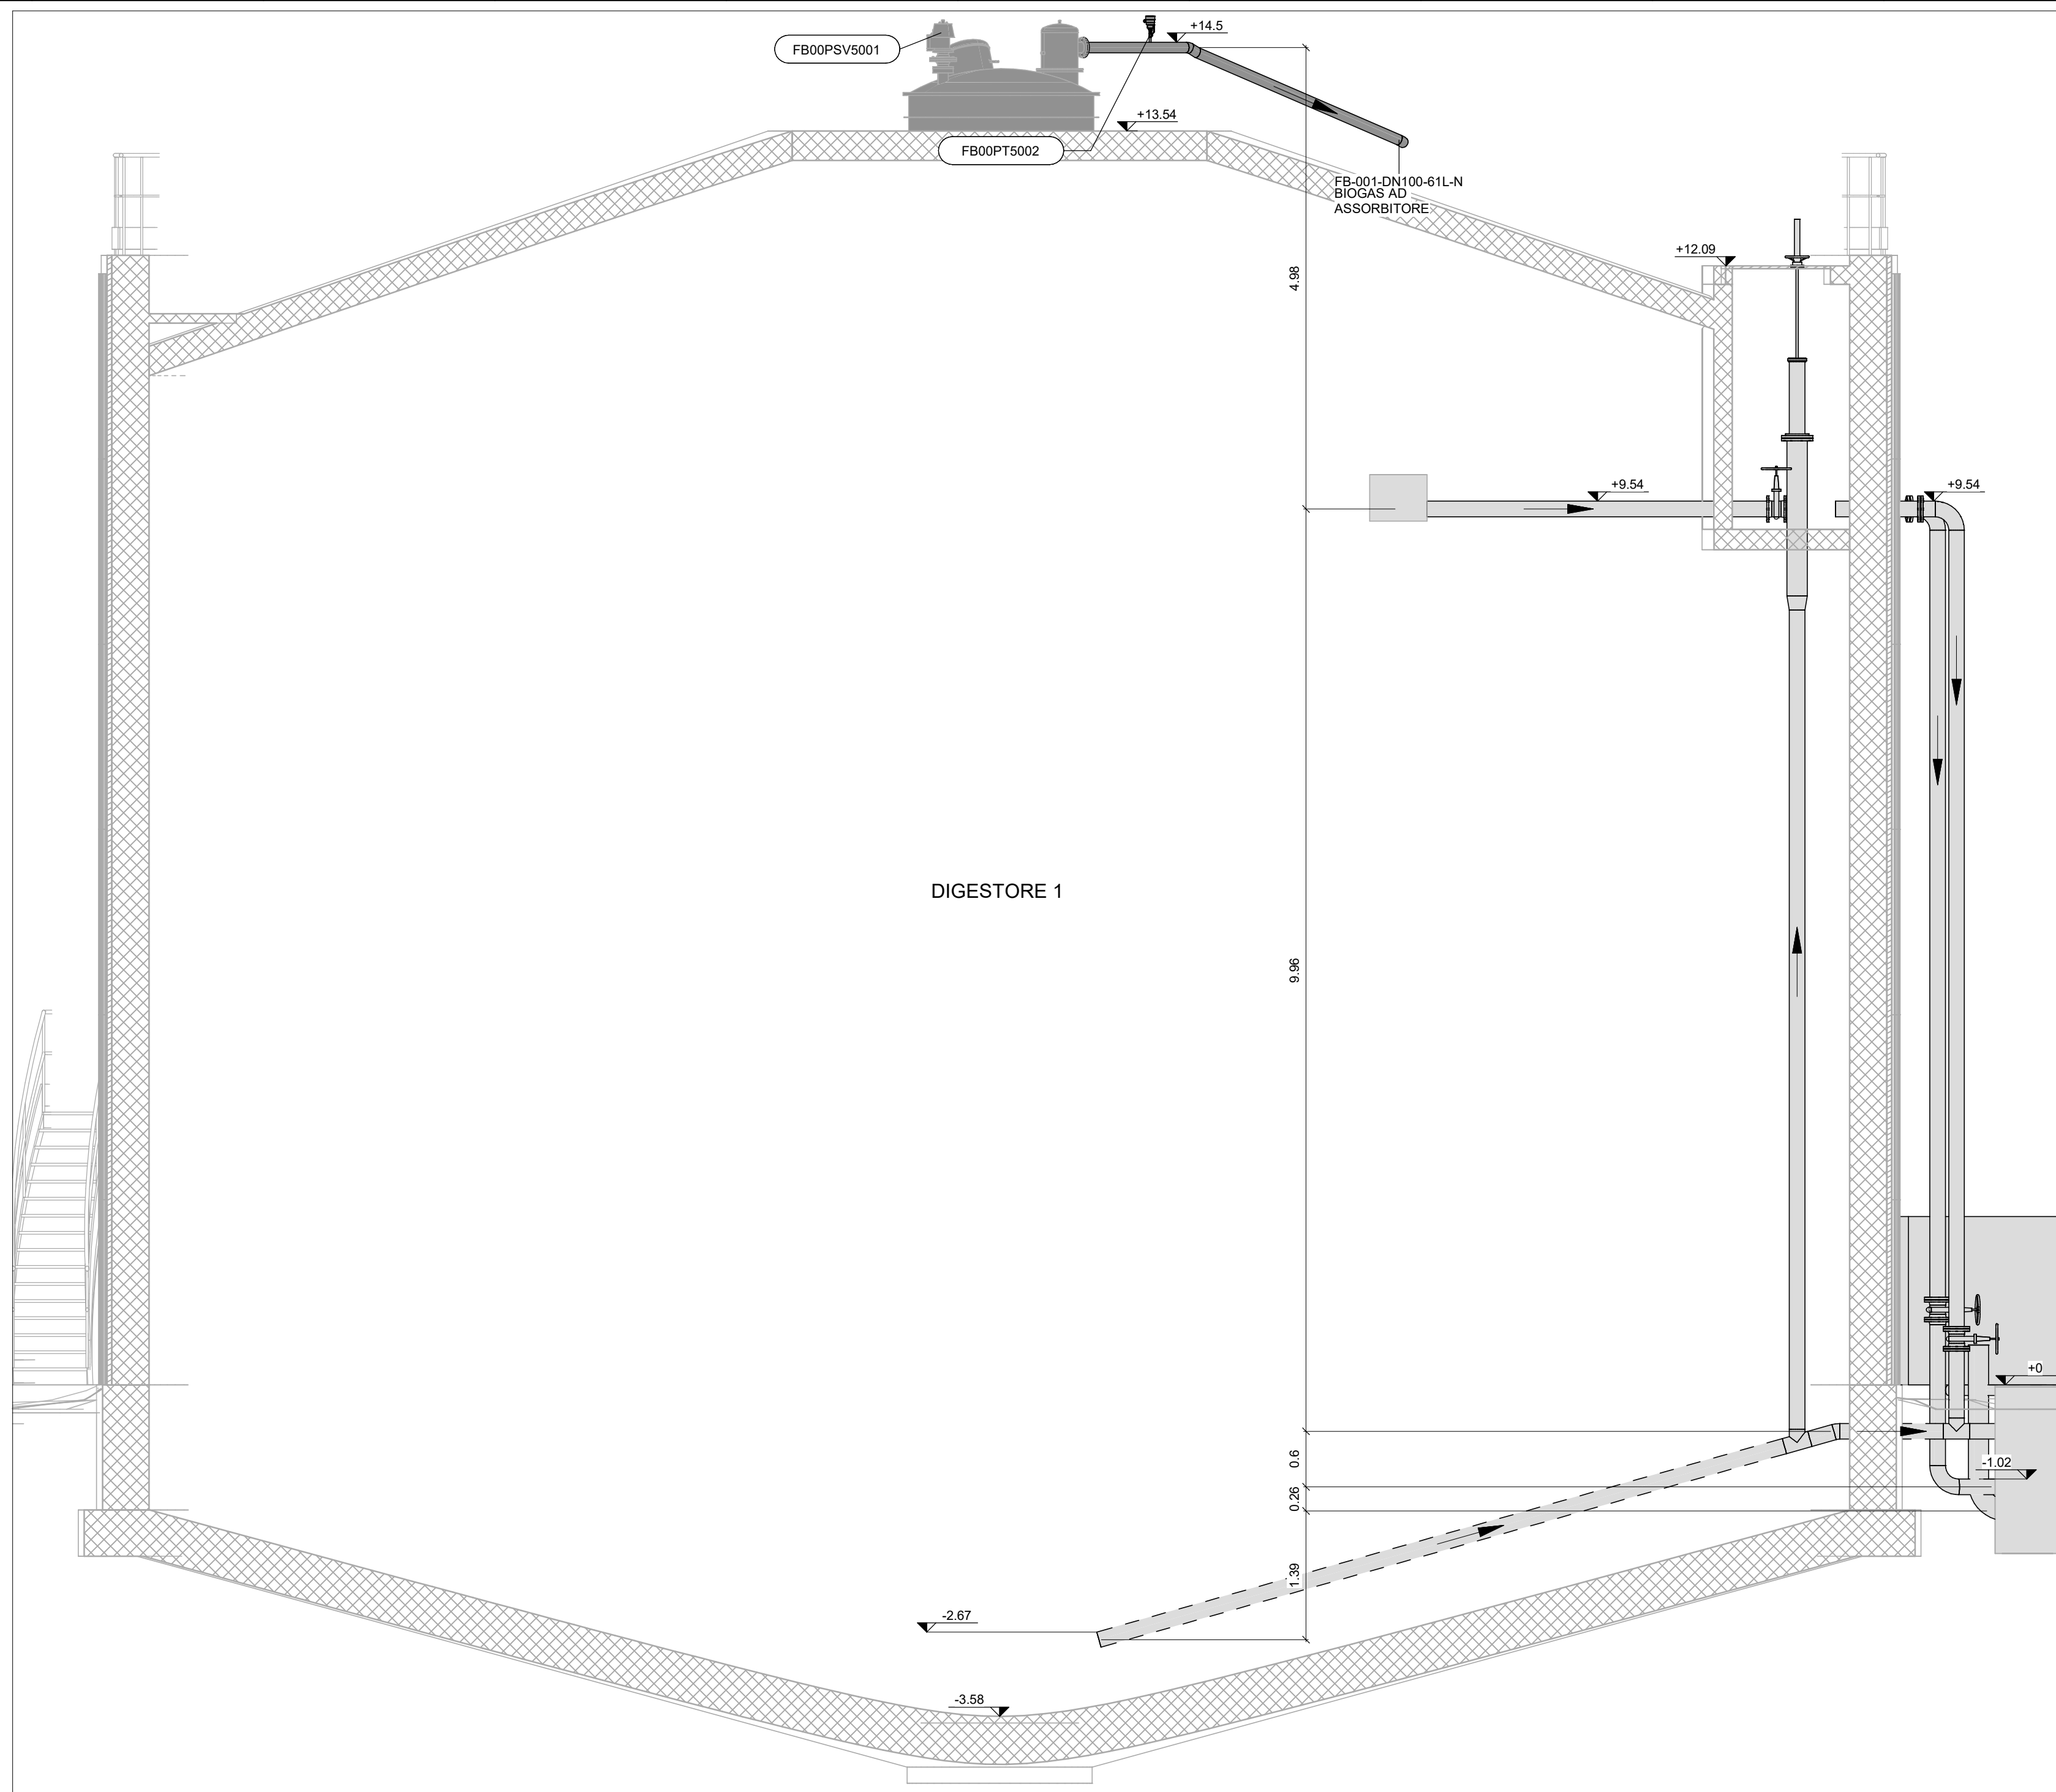 +14.5
FB00PSV5001
+13.54
FB00PT5002
FB-001-DN100-61L-N
BIOGAS AD
ASSORBITORE
+12.09
4.98
+9.54
+9.54
DIGESTORE 1
9.96
+0
0.6
-1.02
0.26
1.39
-2.67
-3.58